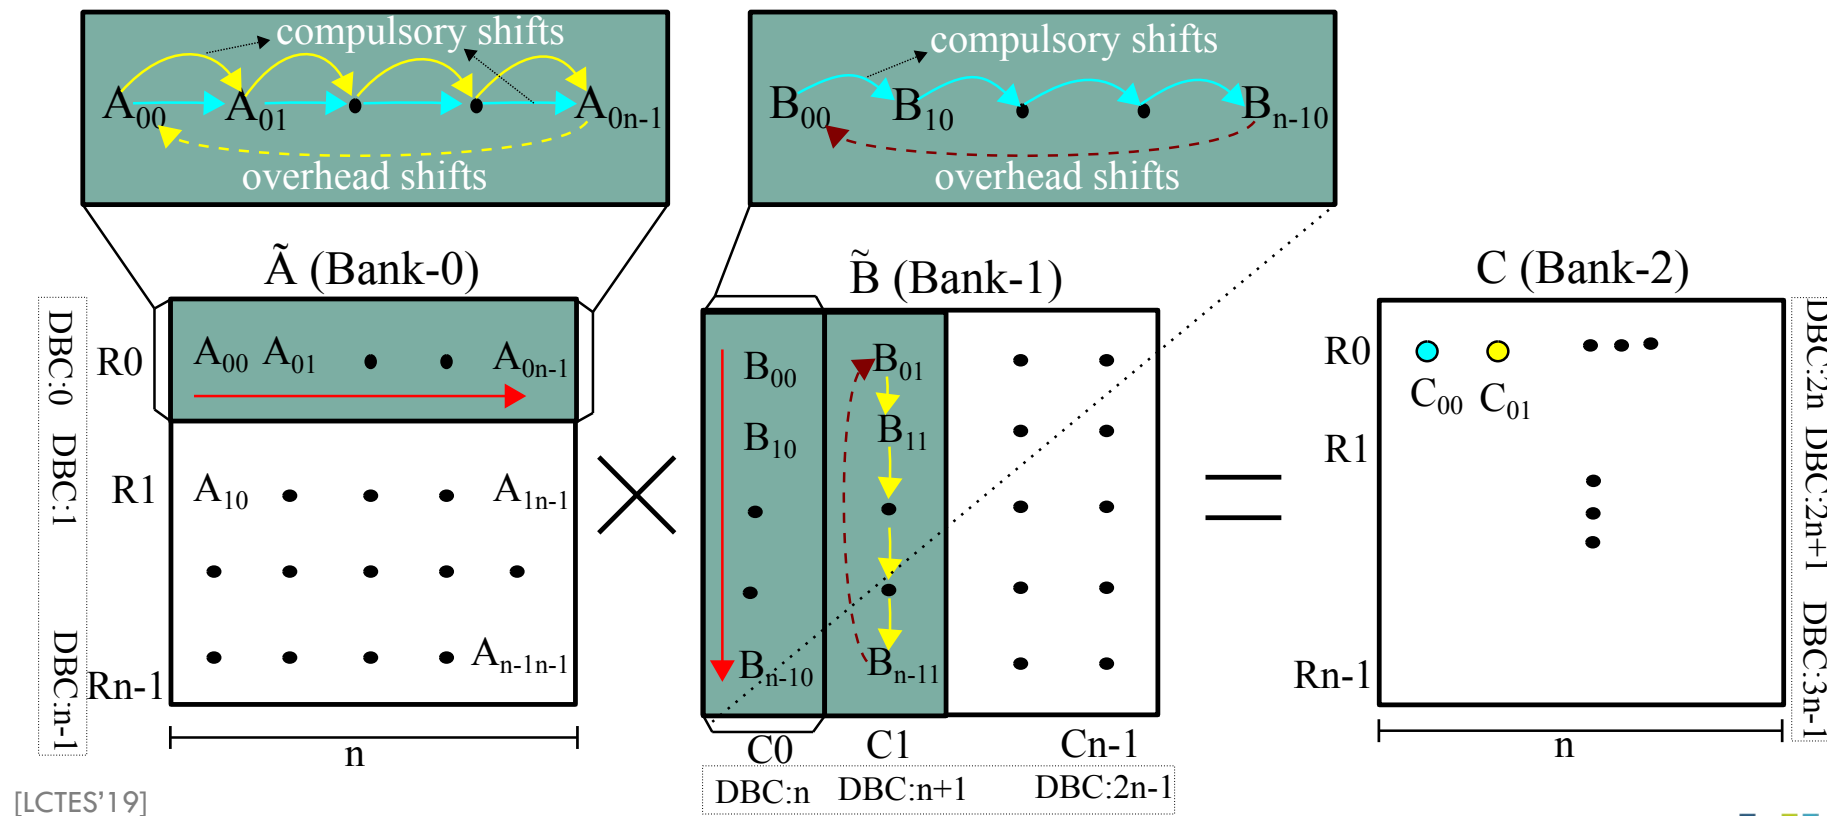 compulsory shifts
A00 A01 A0n-1
overhead shifts
compulsory shifts
B00 B10 Bn-10
overhead shifts
Ã (Bank-0)
B̃ (Bank-1)
C (Bank-2)
DBC:0 DBC:1 DBC:n-1
R0
R1
Rn-1
A00 A01 A0n-1
A10 A1n-1
An-1n-1
n
B00 B01
B10 B11
Bn-10 Bn-11
C0 C1 Cn-1
DBC:n DBC:n+1 DBC:2n-1
=
R0
R1
Rn-1
C00 C01
n
DBC:2n DBC:2n+1 DBC:3n-1
[LCTES'19]